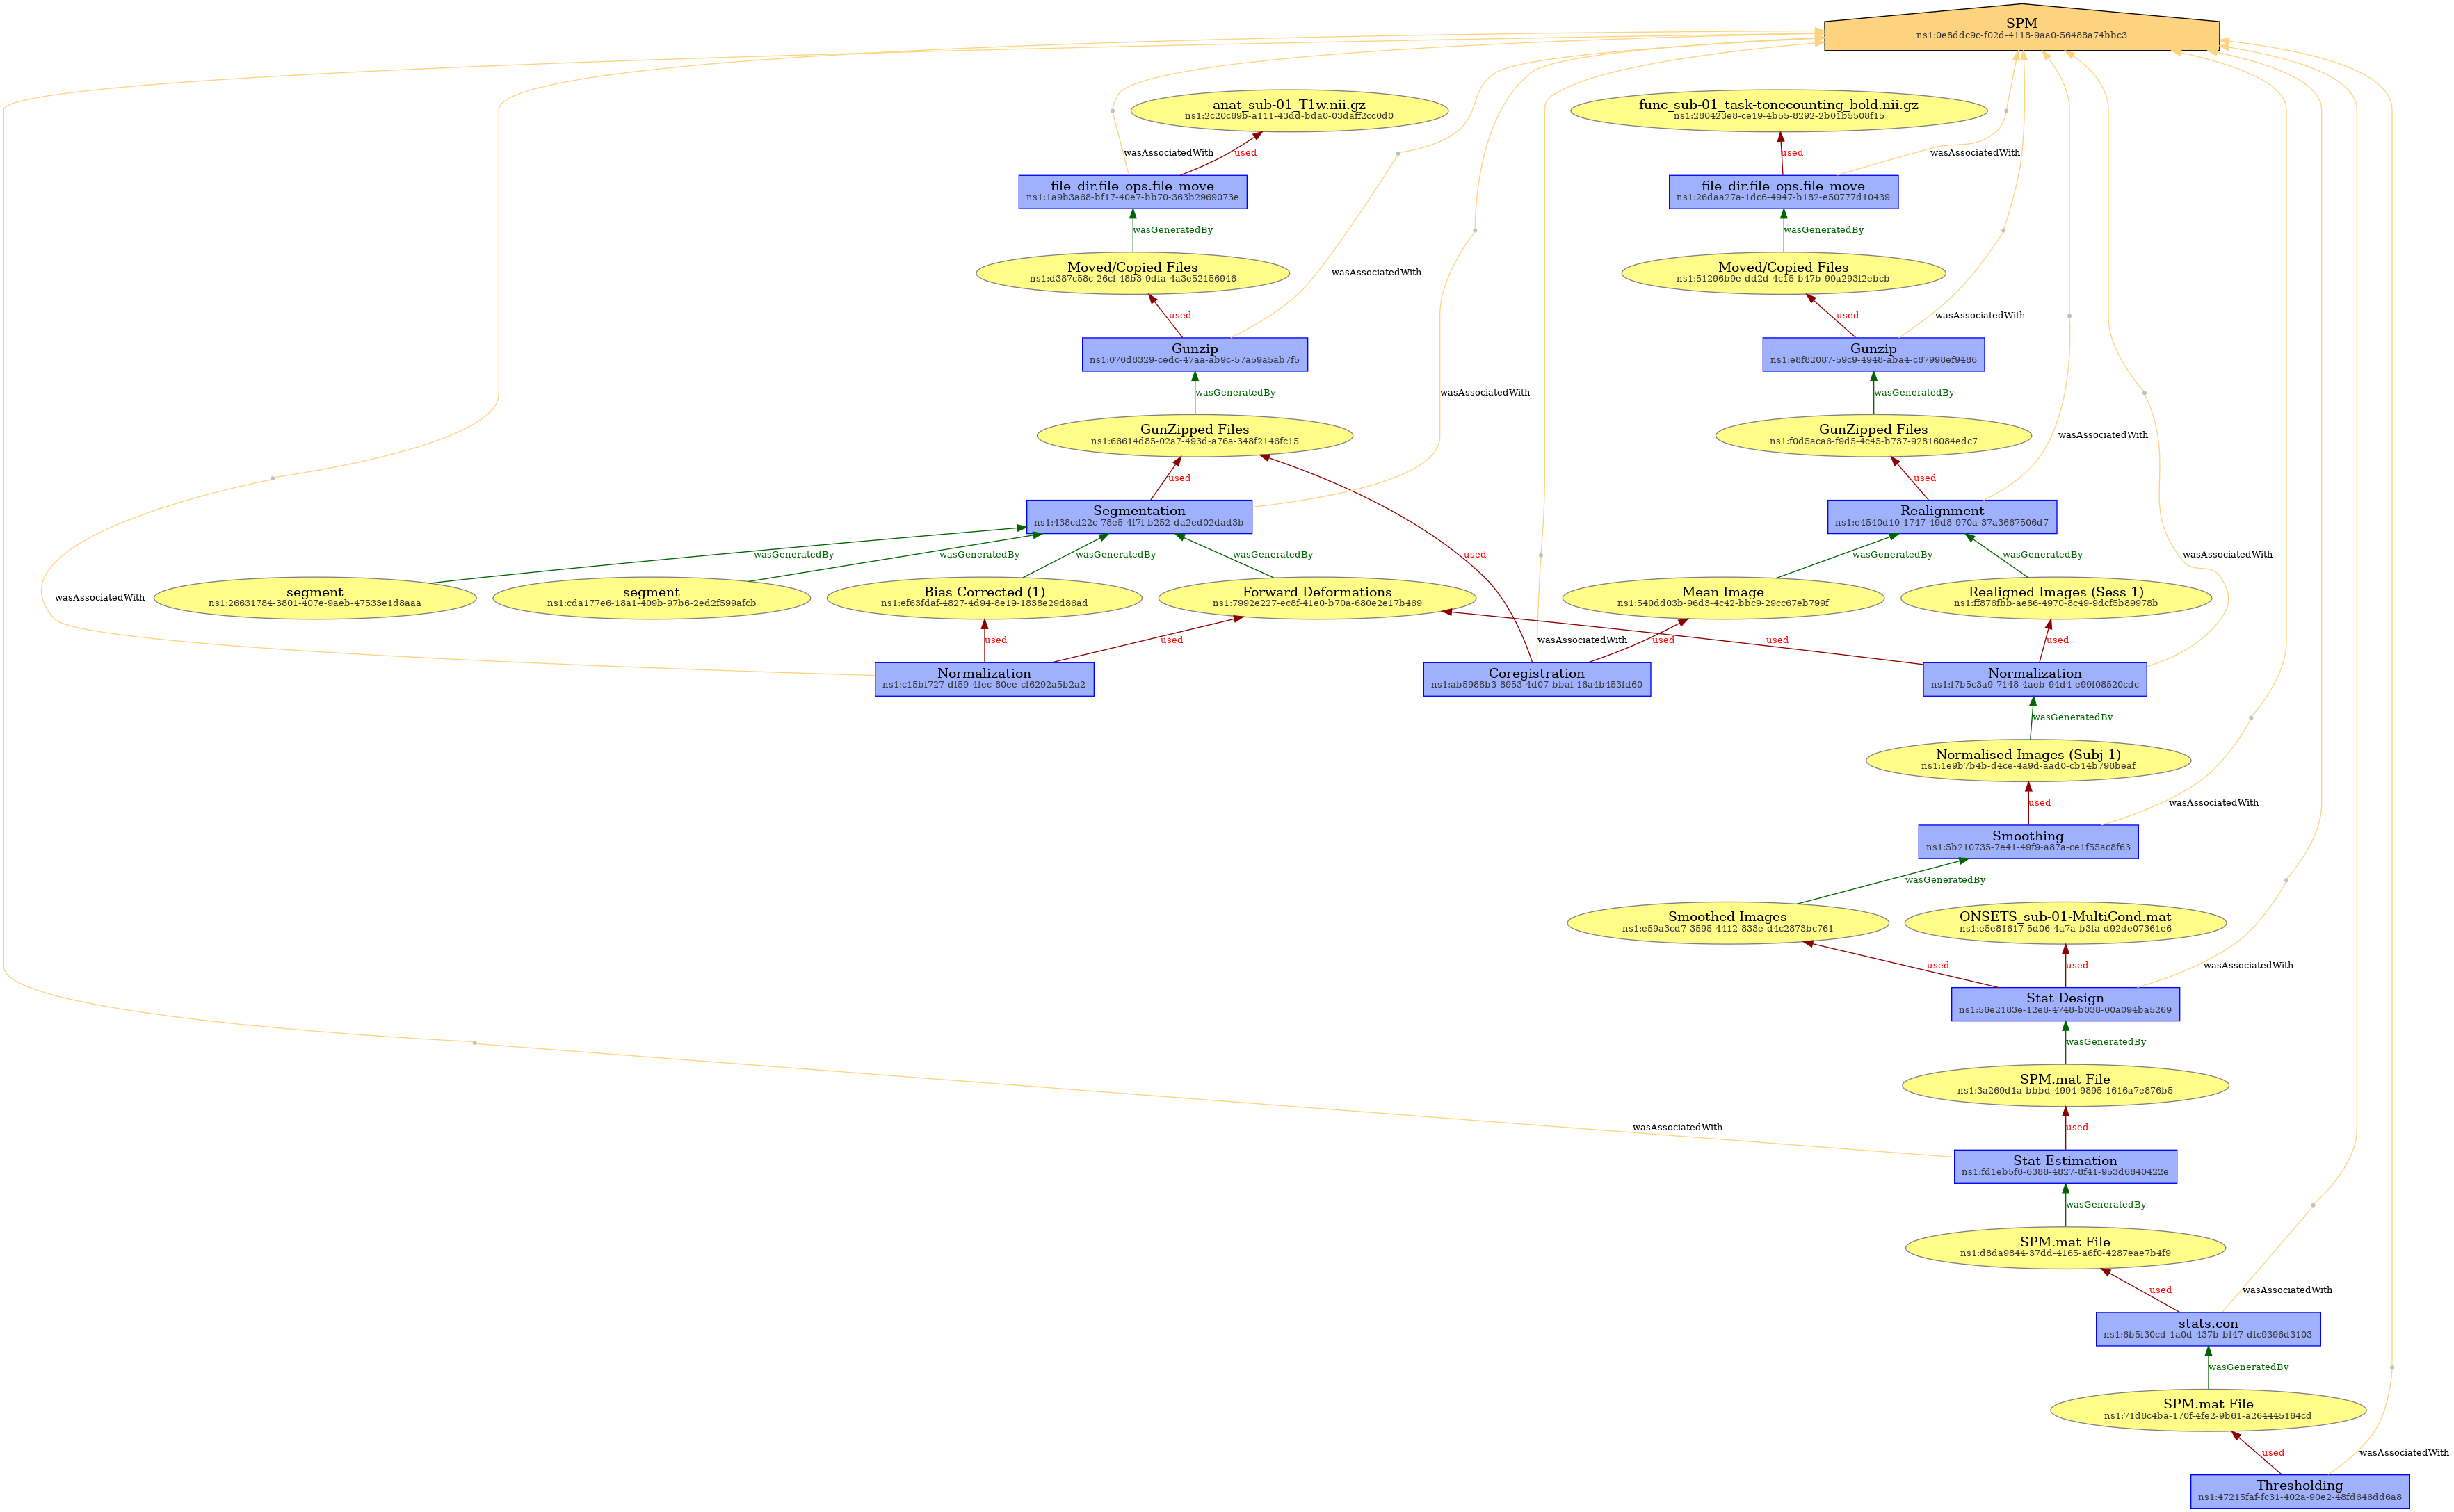 SPM
ns1:0e8ddc9c-f02d-4118-9aa0-56488a74bbc3
anat_sub-01_T1w.nii.gz
ns1:2c20c69b-a111-43dd-bda0-03daff2cc0d0
func_sub-01_task-tonecounting_bold.nii.gz
ns1:280423e8-ce19-4b55-8292-2b01b5508f15
wasAssociatedWith
used
used
wasAssociatedWith
file_dir.file_ops.file_move
ns1:1a9b3a68-bf17-40e7-bb70-363b2969073e
file_dir.file_ops.file_move
ns1:26daa27a-1dc6-4947-b182-e50777d10439
wasGeneratedBy
wasGeneratedBy
Moved/Copied Files
ns1:d387c58c-26cf-48b3-9dfa-4a3e52156946
wasAssociatedWith
Moved/Copied Files
ns1:51296b9e-dd2d-4c15-b47b-99a293f2ebcb
used
used
wasAssociatedWith
Gunzip
ns1:076d8329-cedc-47aa-ab9c-57a59a5ab7f5
Gunzip
ns1:e8f82087-59c9-4948-aba4-c87998ef9486
wasGeneratedBy
wasAssociatedWith
wasGeneratedBy
GunZipped Files
ns1:66614d85-02a7-493d-a76a-348f2146fc15
GunZipped Files
ns1:f0d5aca6-f9d5-4c45-b737-92816084edc7
wasAssociatedWith
used
used
Segmentation
ns1:438cd22c-78e5-4f7f-b252-da2ed02dad3b
Realignment
ns1:e4540d10-1747-49d8-970a-37a3667506d7
wasGeneratedBy
wasGeneratedBy
wasGeneratedBy
wasGeneratedBy
used
wasGeneratedBy
wasGeneratedBy
wasAssociatedWith
wasAssociatedWith
segment
ns1:26631784-3801-407e-9aeb-47533e1d8aaa
segment
ns1:cda177e6-18a1-409b-97b6-2ed2f599afcb
Bias Corrected (1)
ns1:ef63fdaf-4827-4d94-8e19-1838e29d86ad
Forward Deformations
ns1:7992e227-ec8f-41e0-b70a-680e2e17b469
Mean Image
ns1:540dd03b-96d3-4c42-bbc9-29cc67eb799f
Realigned Images (Sess 1)
ns1:ff876fbb-ae86-4970-8c49-9dcf5b89978b
used
used
wasAssociatedWith
used
used
used
Normalization
ns1:c15bf727-df59-4fec-80ee-cf6292a5b2a2
Coregistration
ns1:ab5988b3-8953-4d07-bbaf-16a4b453fd60
Normalization
ns1:f7b5c3a9-7148-4aeb-94d4-e99f08520cdc
wasGeneratedBy
Normalised Images (Subj 1)
ns1:1e9b7b4b-d4ce-4a9d-aad0-cb14b796beaf
used
wasAssociatedWith
Smoothing
ns1:5b210735-7e41-49f9-a87a-ce1f55ac8f63
wasGeneratedBy
Smoothed Images
ns1:e59a3cd7-3595-4412-833e-d4c2873bc761
ONSETS_sub-01-MultiCond.mat
ns1:e5e81617-5d06-4a7a-b3fa-d92de07361e6
used
used
wasAssociatedWith
Stat Design
ns1:56e2183e-12e8-4748-b038-00a094ba5269
wasGeneratedBy
SPM.mat File
ns1:3a269d1a-bbbd-4994-9895-1616a7e876b5
wasAssociatedWith
used
Stat Estimation
ns1:fd1eb5f6-6386-4827-8f41-953d6840422e
wasGeneratedBy
SPM.mat File
ns1:d8da9844-37dd-4165-a6f0-4287eae7b4f9
used
wasAssociatedWith
stats.con
ns1:6b5f30cd-1a0d-437b-bf47-dfc9396d3103
wasGeneratedBy
SPM.mat File
ns1:71d6c4ba-170f-4fe2-9b61-a264445164cd
used
wasAssociatedWith
Thresholding
ns1:47215faf-fc31-402a-90e2-48fd646dd6a8